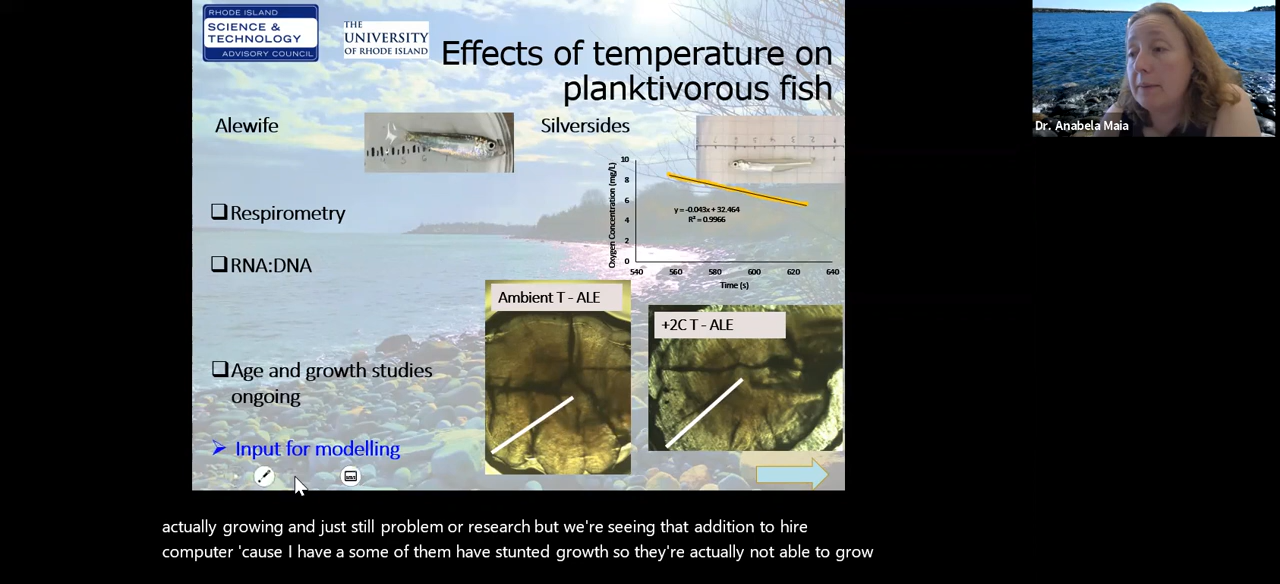 RHODE ISLAND
SCIENCE &
TECHNOLOGY
ADVISORY COUNCIL
THE
UNIVERSITY
OF RHODE ISLAND
Effects of temperature on
planktivorous fish
Dr. Anabela Maia
Alewife
Silversides
❑Respirometry
❑RNA:DNA
❑Age and growth studies
ongoing
➢ Input for modelling
Oxygen Concentration (mg/L)
10
8
6
4
2
0
y = -0.043x + 32.464
R² = 0.9966
540 560 580 600 620 640
Time (s)
Ambient T - ALE
+2C T - ALE
actually growing and just still problem or research but we're seeing that addition to hire
computer 'cause I have a some of them have stunted growth so they're actually not able to grow